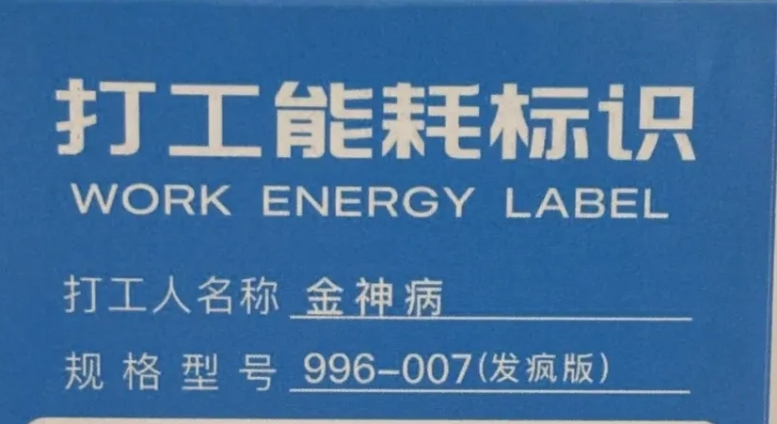 打工能耗标识
WORK ENERGY LABEL
打工人名称 金神病
规格型号 996-007(发疯版)